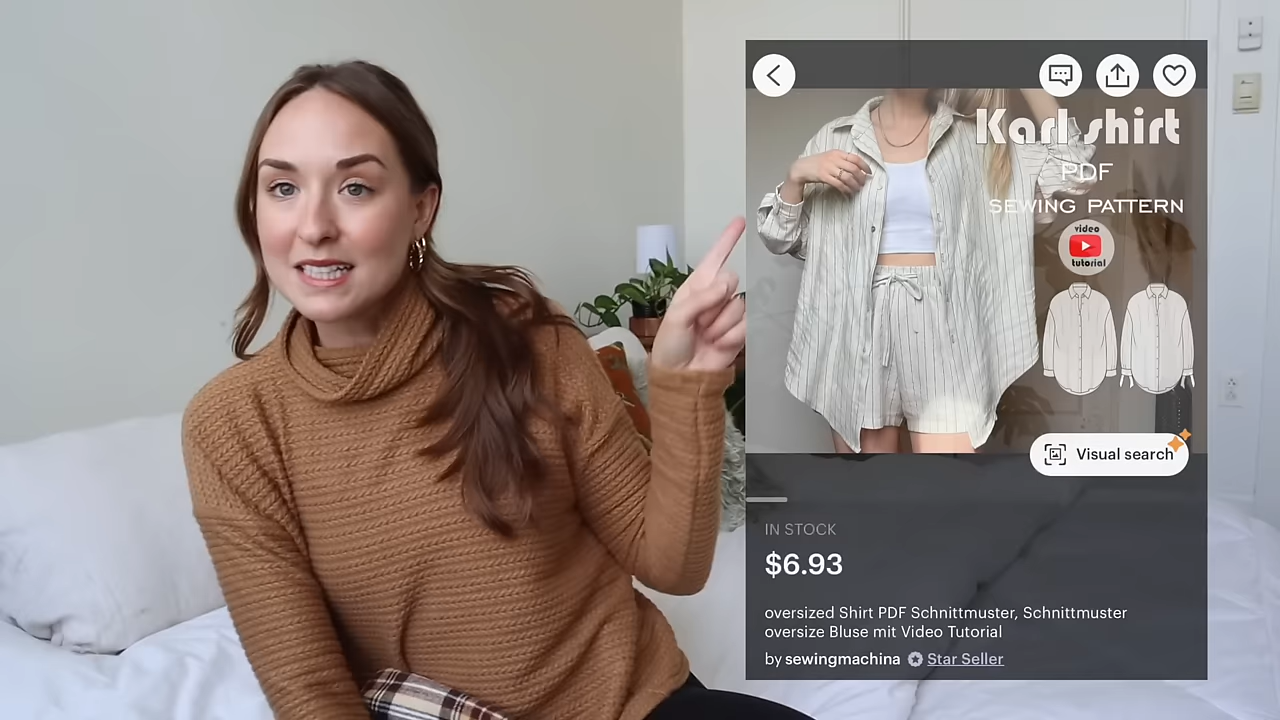 Karl shirt
PDF
SEWING PATTERN
video
tutorial
Visual search
IN STOCK
$6.93
oversized Shirt PDF Schnittmuster, Schnittmuster
oversize Bluse mit Video Tutorial
by sewingmachina Star Seller